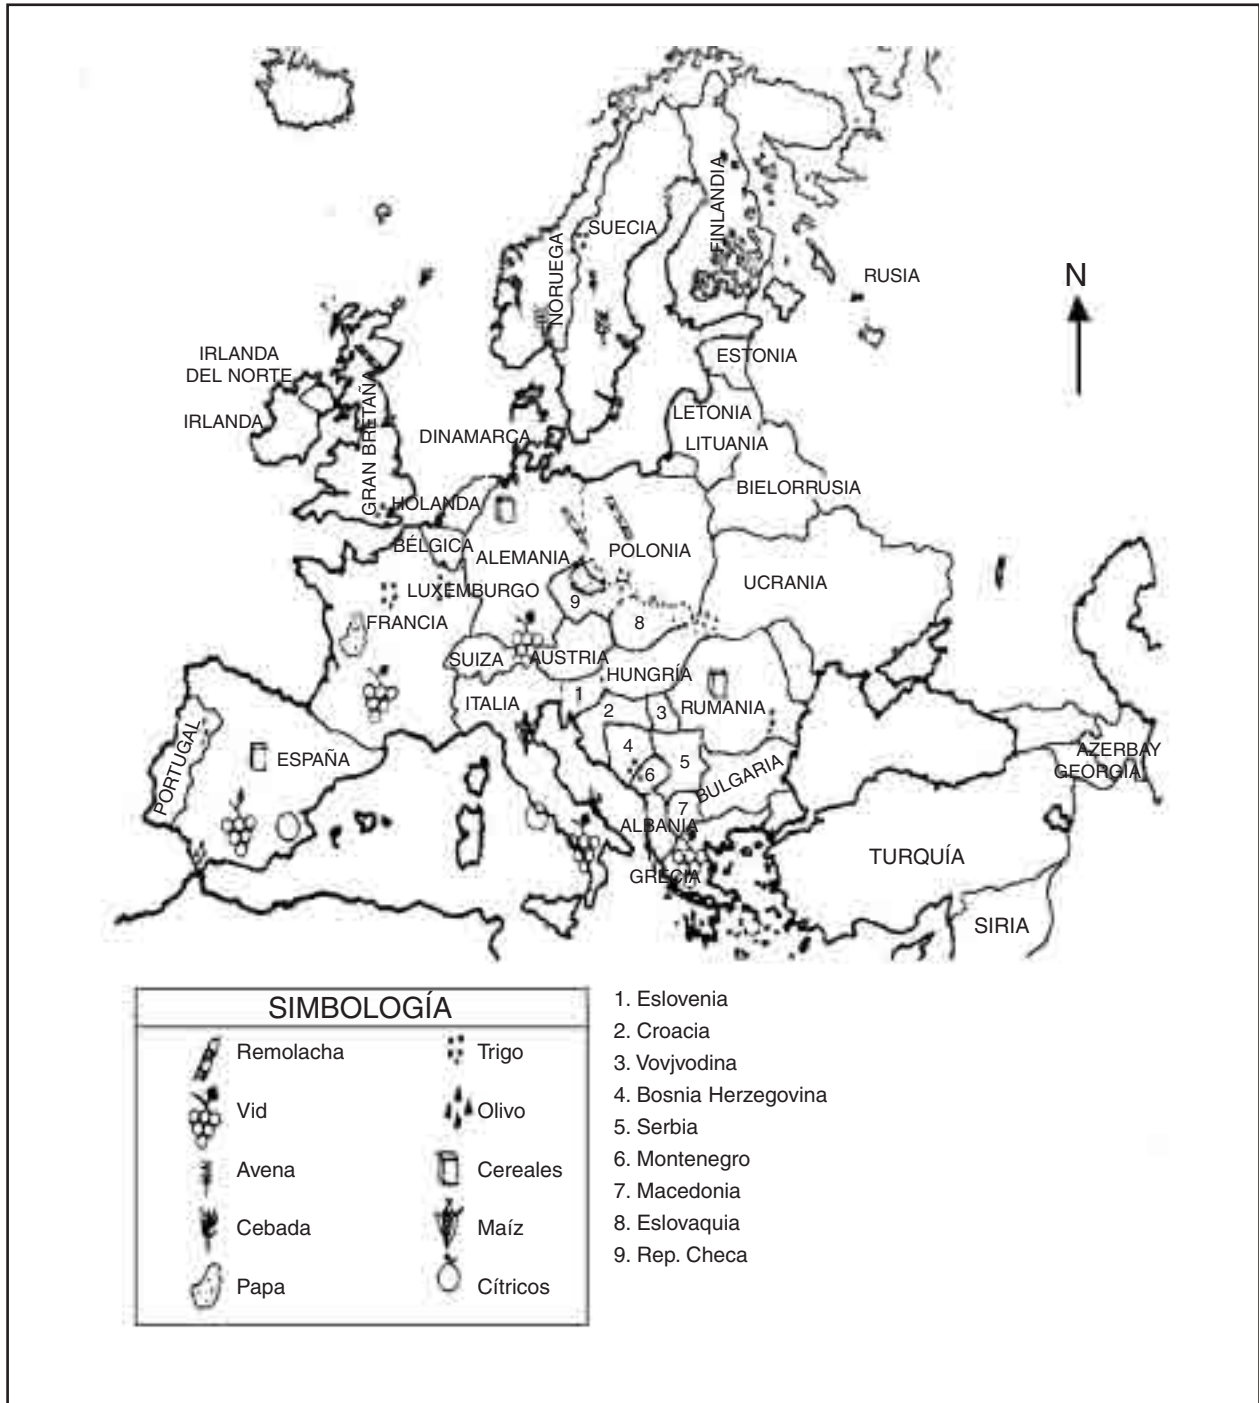 N
NORUEGA
SUECIA
FINLANDIA
RUSIA
IRLANDA
DEL NORTE
IRLANDA
GRAN BRETAÑA
DINAMARCA
ESTONIA
LETONIA
LITUANIA
BIELORRUSIA
HOLANDA
BÉLGICA
ALEMANIA
POLONIA
LUXEMBURGO
UCRANIA
FRANCIA
9
8
SUIZA
AUSTRIA
HUNGRÍA
ITALIA
1
2
3
RUMANIA
PORTUGAL
ESPAÑA
4
5
6
BULGARIA
7
ALBANIA
GRECIA
AZERBAY
GEORGIA
TURQUÍA
SIRIA
SIMBOLOGÍA
Remolacha
Trigo
Vid
Olivo
Avena
Cereales
Cebada
Maíz
Papa
Cítricos
1. Eslovenia
2. Croacia
3. Vovjvodina
4. Bosnia Herzegovina
5. Serbia
6. Montenegro
7. Macedonia
8. Eslovaquia
9. Rep. Checa